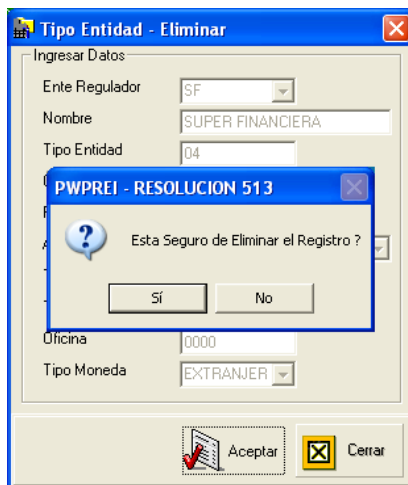 Tipo Entidad - Eliminar
Ingresar Datos
Ente Regulador SF
Nombre SUPER FINANCIERA
Tipo Entidad 04
PWPREI - RESOLUCION 513
Esta Seguro de Eliminar el Registro ?
Sí No
Oficina 0000
Tipo Moneda EXTRANJER
Aceptar Cerrar